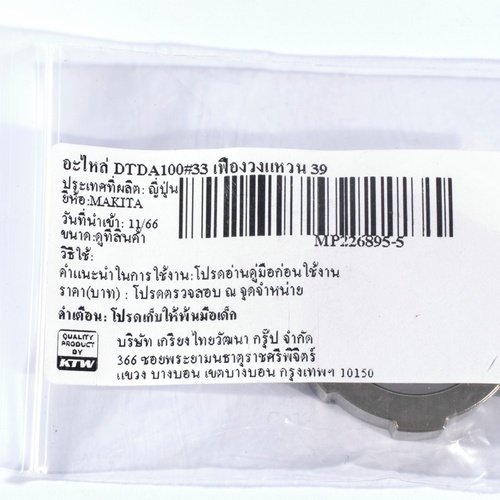 อะไหล่ DTDA100#33 เฟืองวงแหวน 39
ประเทศที่ผลิต: ญี่ปุ่น
ยี่ห้อ:MAKITA
วันที่นำเข้า: 11/66
ขนาด:ดูที่สินค้า
MP226895-5
วิธีใช้:
คำแนะนำในการใช้งาน:โปรดอ่านคู่มือก่อนใช้งาน
ราคา(บาท) : โปรดตรวจสอบ ณ จุดจำหน่าย
คำเตือน: โปรดเก็บให้พ้นมือเด็ก
QUALITY
PRODUCT
BY
KTW
บริษัท เกรียงไทยวัฒนา กรุ๊ป จำกัด
366 ซอยพระยามนธาตุราชศรีพิจิตร์
แขวง บางบอน เขตบางบอน กรุงเทพฯ 10150